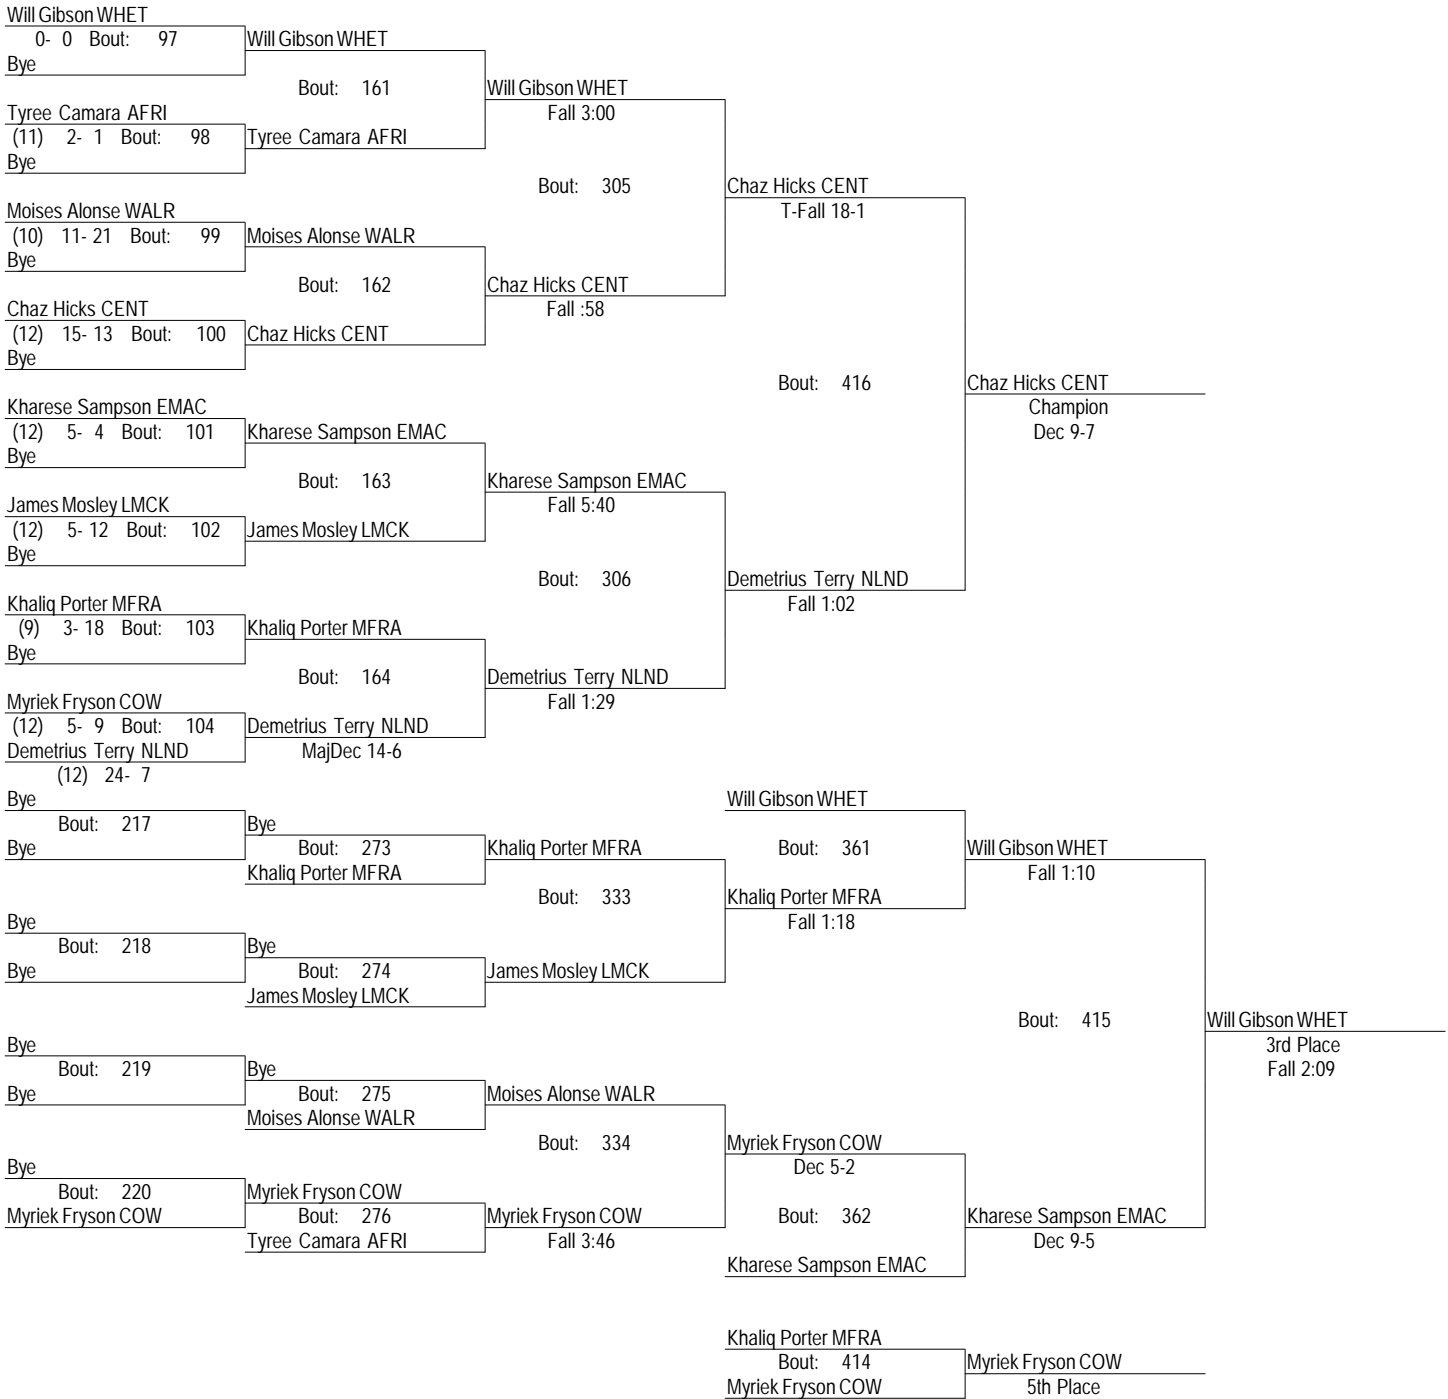 Will Gibson WHET
0- 0 Bout: 97
Will Gibson WHET
Bye
Bout: 161
Will Gibson WHET
Tyree Camara AFRI
Fall 3:00
(11) 2- 1 Bout: 98
Tyree Camara AFRI
Bye
Bout: 305
Chaz Hicks CENT
Moises Alonse WALR
T-Fall 18-1
(10) 11- 21 Bout: 99
Moises Alonse WALR
Bye
Bout: 162
Chaz Hicks CENT
Chaz Hicks CENT
Fall :58
(12) 15- 13 Bout: 100
Chaz Hicks CENT
Bye
Bout: 416
Chaz Hicks CENT
Kharese Sampson EMAC
Champion
(12) 5- 4 Bout: 101
Kharese Sampson EMAC
Dec 9-7
Bye
Bout: 163
Kharese Sampson EMAC
James Mosley LMCK
Fall 5:40
(12) 5- 12 Bout: 102
James Mosley LMCK
Bye
Bout: 306
Demetrius Terry NLND
Khaliq Porter MFRA
Fall 1:02
(9) 3- 18 Bout: 103
Khaliq Porter MFRA
Bye
Bout: 164
Demetrius Terry NLND
Myriek Fryson COW
Fall 1:29
(12) 5- 9 Bout: 104
Demetrius Terry NLND
Demetrius Terry NLND
MajDec 14-6
(12) 24- 7
Bye
Will Gibson WHET
Bout: 217
Bye
Bye
Bout: 273
Khaliq Porter MFRA
Bout: 361
Will Gibson WHET
Khaliq Porter MFRA
Fall 1:10
Bout: 333
Khaliq Porter MFRA
Bye
Fall 1:18
Bout: 218
Bye
Bye
Bout: 274
James Mosley LMCK
James Mosley LMCK
Bout: 415
Will Gibson WHET
Bye
3rd Place
Bout: 219
Bye
Fall 2:09
Bye
Bout: 275
Moises Alonse WALR
Moises Alonse WALR
Bout: 334
Myriek Fryson COW
Bye
Dec 5-2
Bout: 220
Myriek Fryson COW
Myriek Fryson COW
Bout: 276
Myriek Fryson COW
Bout: 362
Kharese Sampson EMAC
Tyree Camara AFRI
Fall 3:46
Dec 9-5
Kharese Sampson EMAC
Khaliq Porter MFRA
Bout: 414
Myriek Fryson COW
Myriek Fryson COW
5th Place